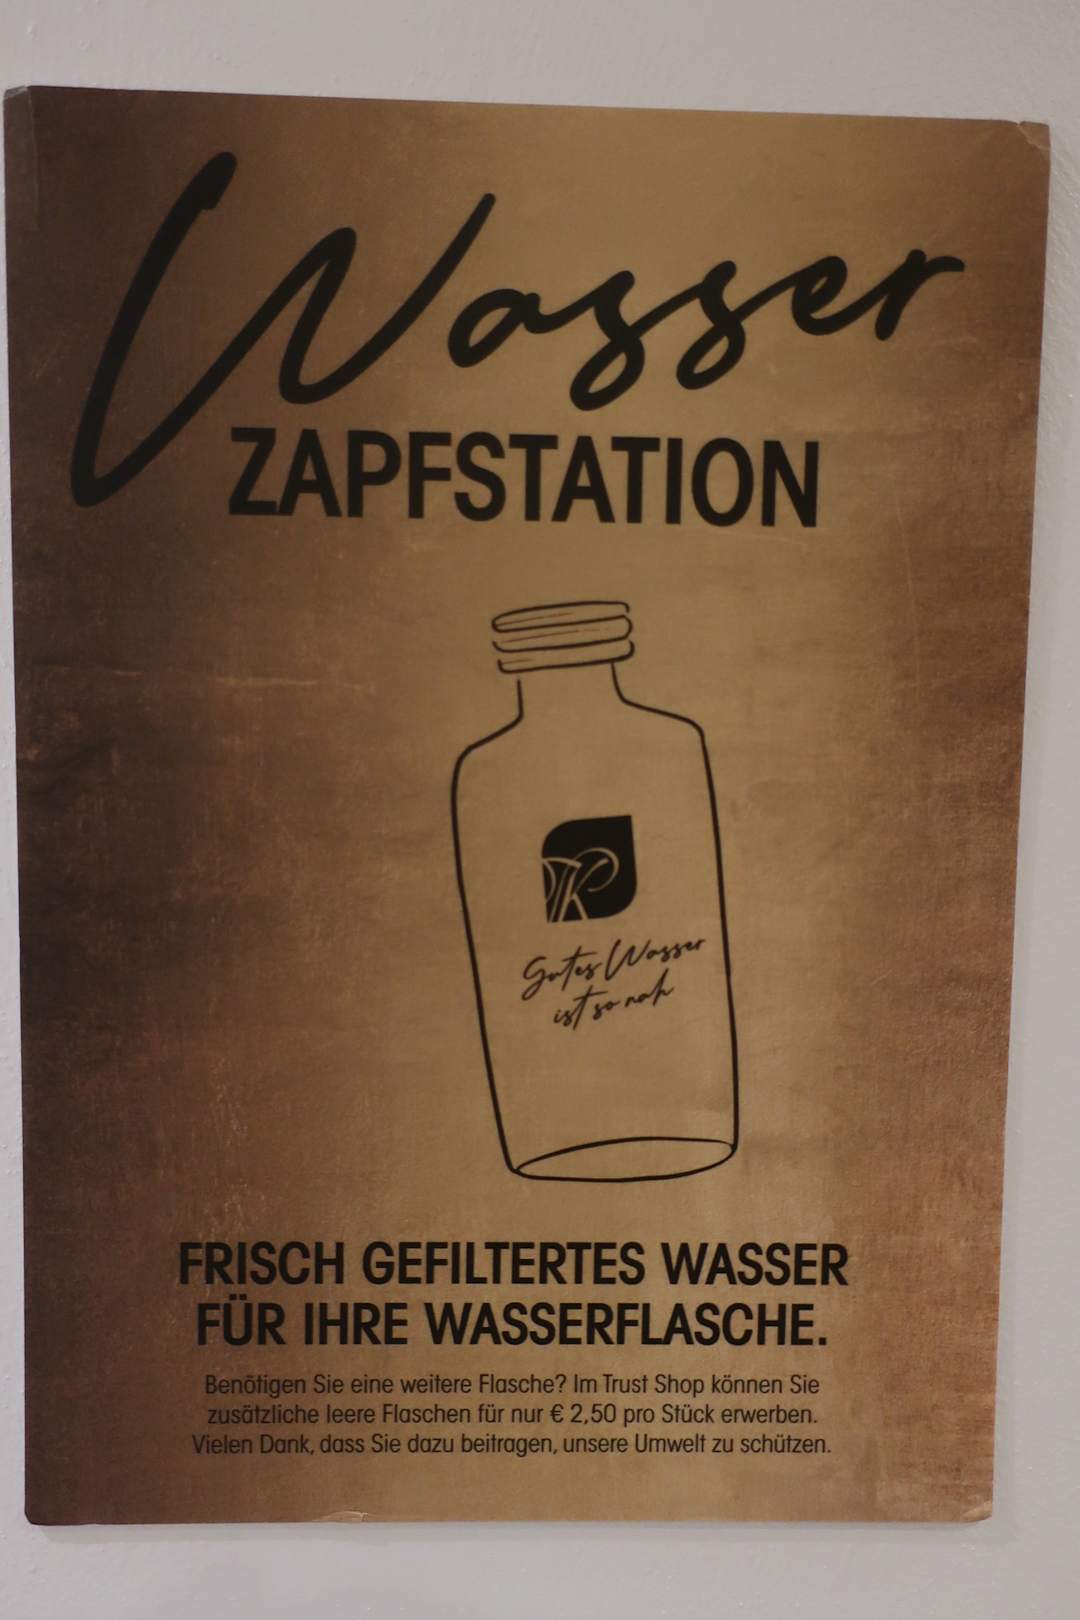 Wasser
ZAPFSTATION
Gutes Wasser
ist so nah
FRISCH GEFILTERTES WASSER
FÜR IHRE WASSERFLASCHE.
Benötigen Sie eine weitere Flasche? Im Trust Shop können Sie
zusätzliche leere Flaschen für nur € 2,50 pro Stück erwerben.
Vielen Dank, dass Sie dazu beitragen, unsere Umwelt zu schützen.